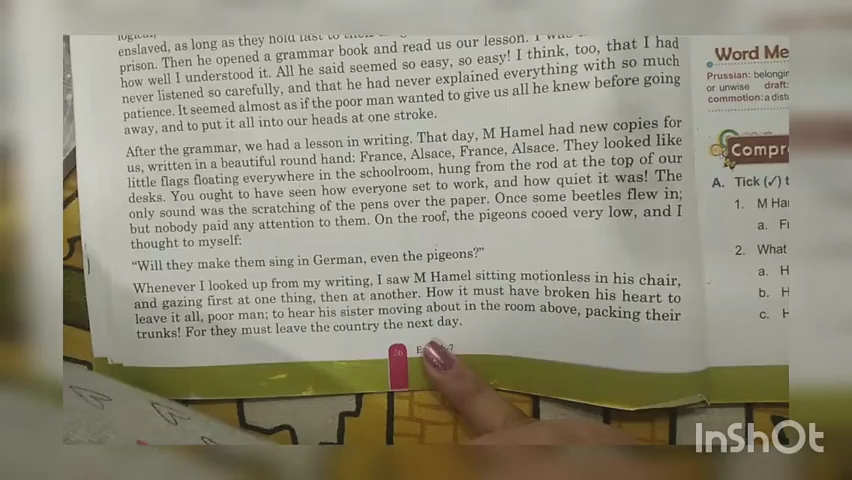 enslaved, as long as they hold fast to their
prison. Then he opened a grammar book and read us our lesson. I was
how well I understood it. All he said seemed so easy, so easy! I think, too, that I had
never listened so carefully, and that he had never explained everything with so much
patience. It seemed almost as if the poor man wanted to give us all he knew before going
away, and to put it all into our heads at one stroke.
After the grammar, we had a lesson in writing. That day, M Hamel had new copies for
us, written in a beautiful round hand: France, Alsace, France, Alsace. They looked like
little flags floating everywhere in the schoolroom, hung from the rod at the top of our
desks. You ought to have seen how everyone set to work, and how quiet it was! The
only sound was the scratching of the pens over the paper. Once some beetles flew in;
but nobody paid any attention to them. On the roof, the pigeons cooed very low, and I
thought to myself:
“Will they make them sing in German, even the pigeons?”
Whenever I looked up from my writing, I saw M Hamel sitting motionless in his chair,
and gazing first at one thing, then at another. How it must have broken his heart to
leave it all, poor man; to hear his sister moving about in the room above, packing their
trunks! For they must leave the country the next day.
26
Word Me
Prussian: belongin
or unwise draft:
commotion: a dist
Compr
A. Tick (✓) t
1. M Ha
a. F
2. What
a. H
b. H
c. H
InShOt